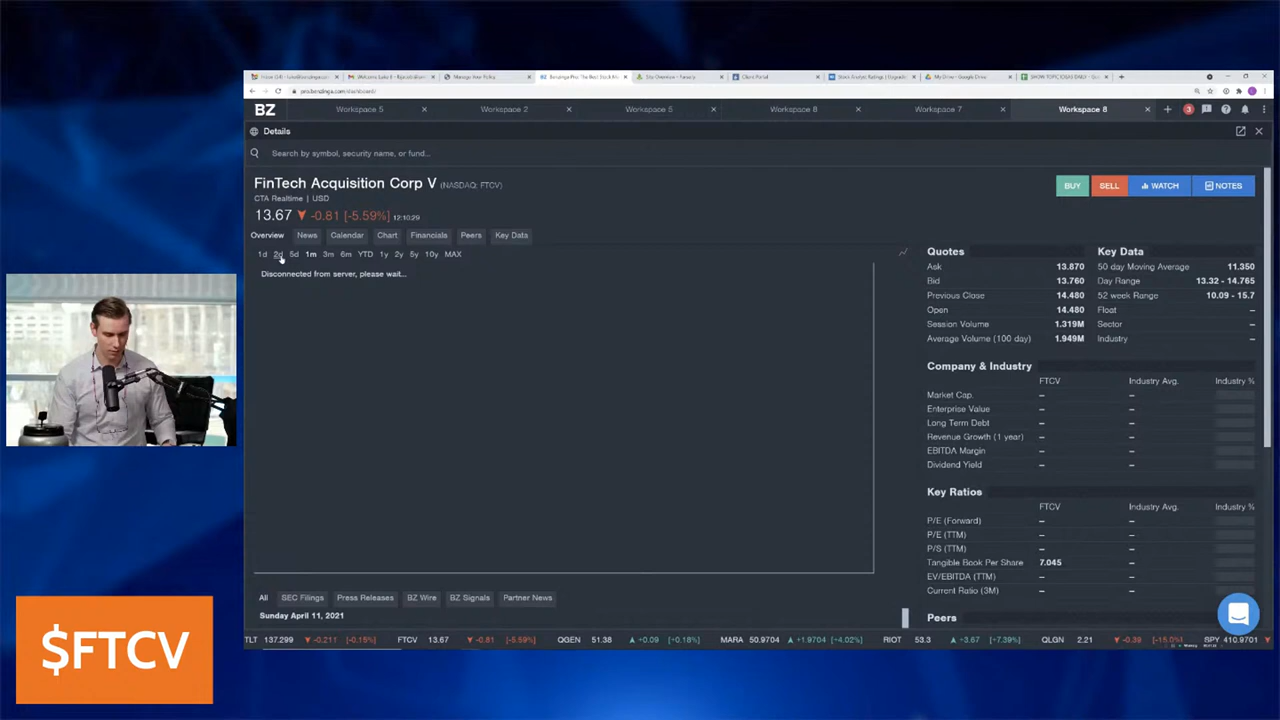 Manage Your Policy
Client Portal
pro.benzinga.com/dashboard/
BZ
Workspace 5
Workspace 2
Workspace 5
Workspace 6
Workspace 7
Workspace 8
3
Details
Search by symbol, security name, or fund...
FinTech Acquisition Corp V (NASDAQ: FTCV)
BUY
SELL
WATCH
NOTES
CTA Realtime | USD
13.67 ▼ -0.81 [-5.59%] 12:10:29
Overview News Calendar Chart Financials Peers Key Data
1d 2d 5d 1m 3m 6m YTD 1y 2y 5y 10y MAX
Disconnected from server, please wait...
Quotes
Ask 13.870
Bid 13.760
Previous Close 14.480
Open 14.480
Session Volume 1.319M
Average Volume (100 day) 1.949M
Key Data
50 day Moving Average 11.350
Day Range 13.32 - 14.765
52 week Range 10.09 - 15.7
Float –
Sector –
Industry –
Company & Industry
FTCV Industry Avg. Industry %
Market Cap. – –
Enterprise Value – –
Long Term Debt – –
Revenue Growth (1 year) – –
EBITDA Margin – –
Dividend Yield – –
Key Ratios
FTCV Industry Avg. Industry %
P/E (Forward) – –
P/E (TTM) – –
P/S (TTM) – –
Tangible Book Per Share 7.045 –
EV/EBITDA (TTM) – –
Current Ratio (3M) – –
Peers
All SEC Filings Press Releases BZ Wire BZ Signals Partner News
Sunday April 11, 2021
TLT 137.299 ▼ -0.211 [-0.15%] FTCV 13.67 ▼ -0.81 [-5.59%] QGEN 51.38 ▲ +0.09 [+0.18%] MARA 50.9704 ▲ +1.9704 [+4.02%] RIOT 53.3 ▲ +3.67 [+7.39%] QLGN 2.21 ▼ -0.39 [-15.0%] SPY 410.9701 ▼
$FTCV